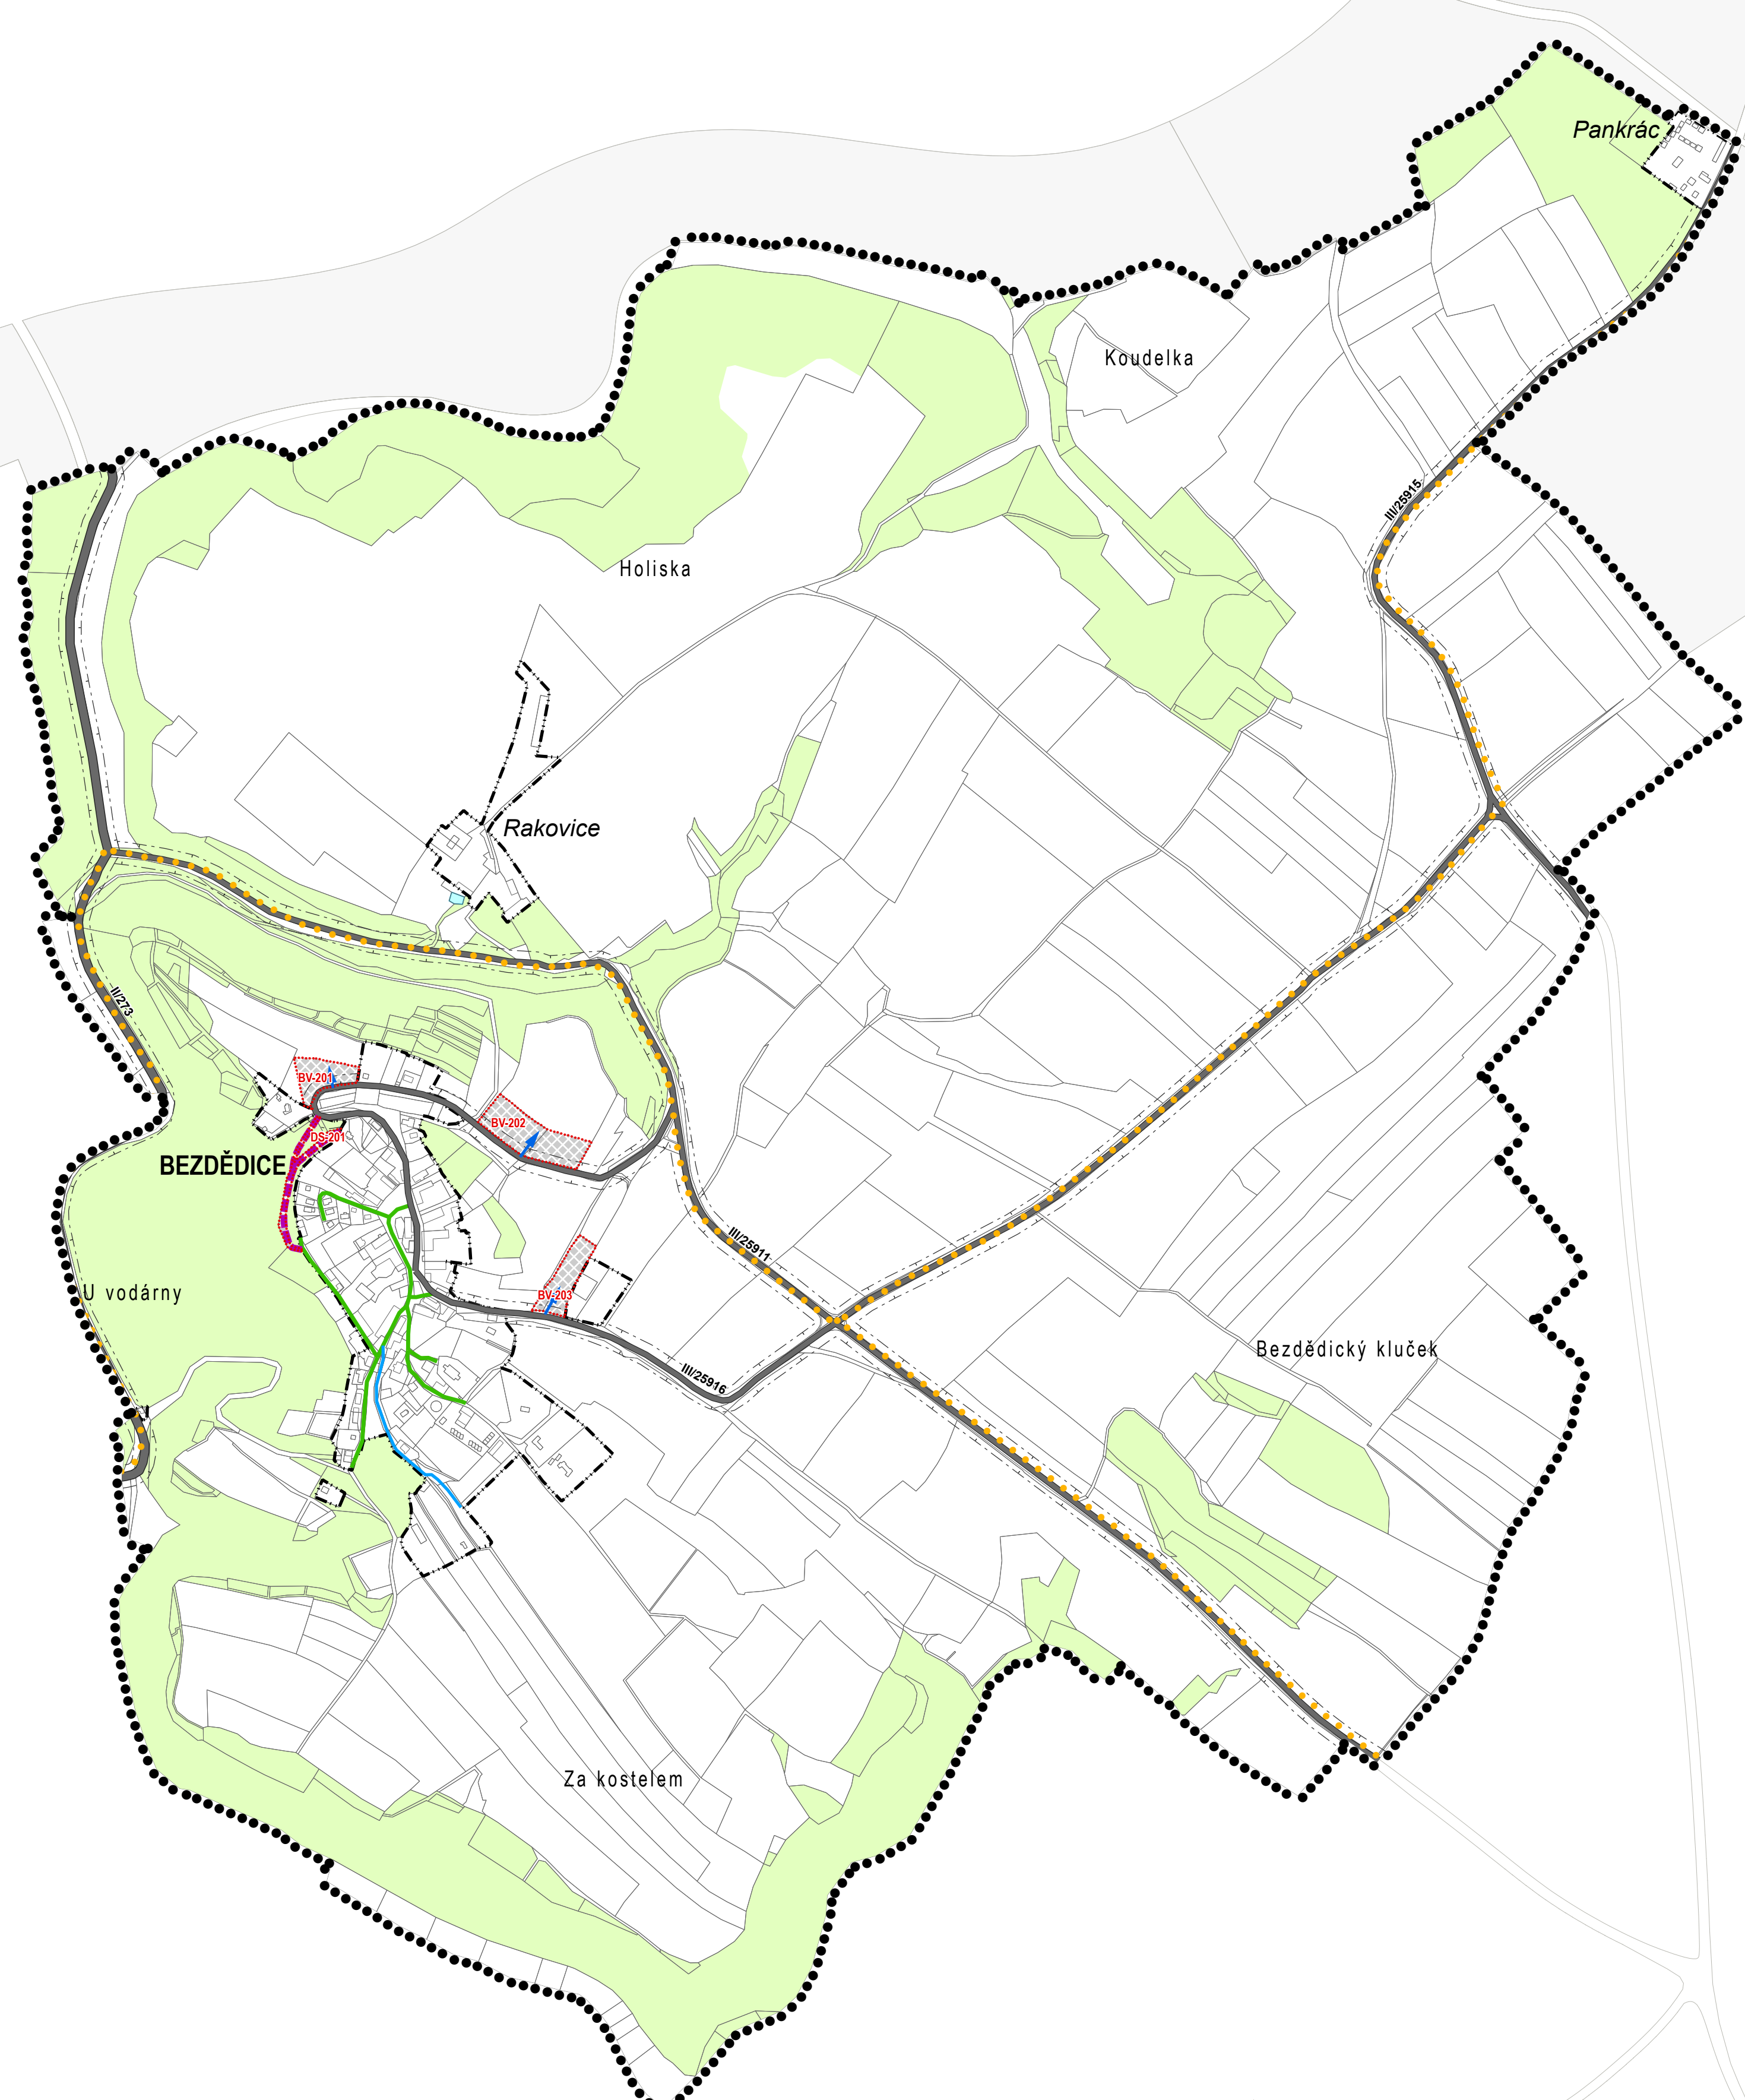 Pankrác
Koudelka
III/25915
Holiska
Rakovice
II/273
BV-201
BV-202
DS-201
BEZDĚDICE
III/25911
U vodárny
BV-203
Bezdědický kluček
III/25916
Za kostelem